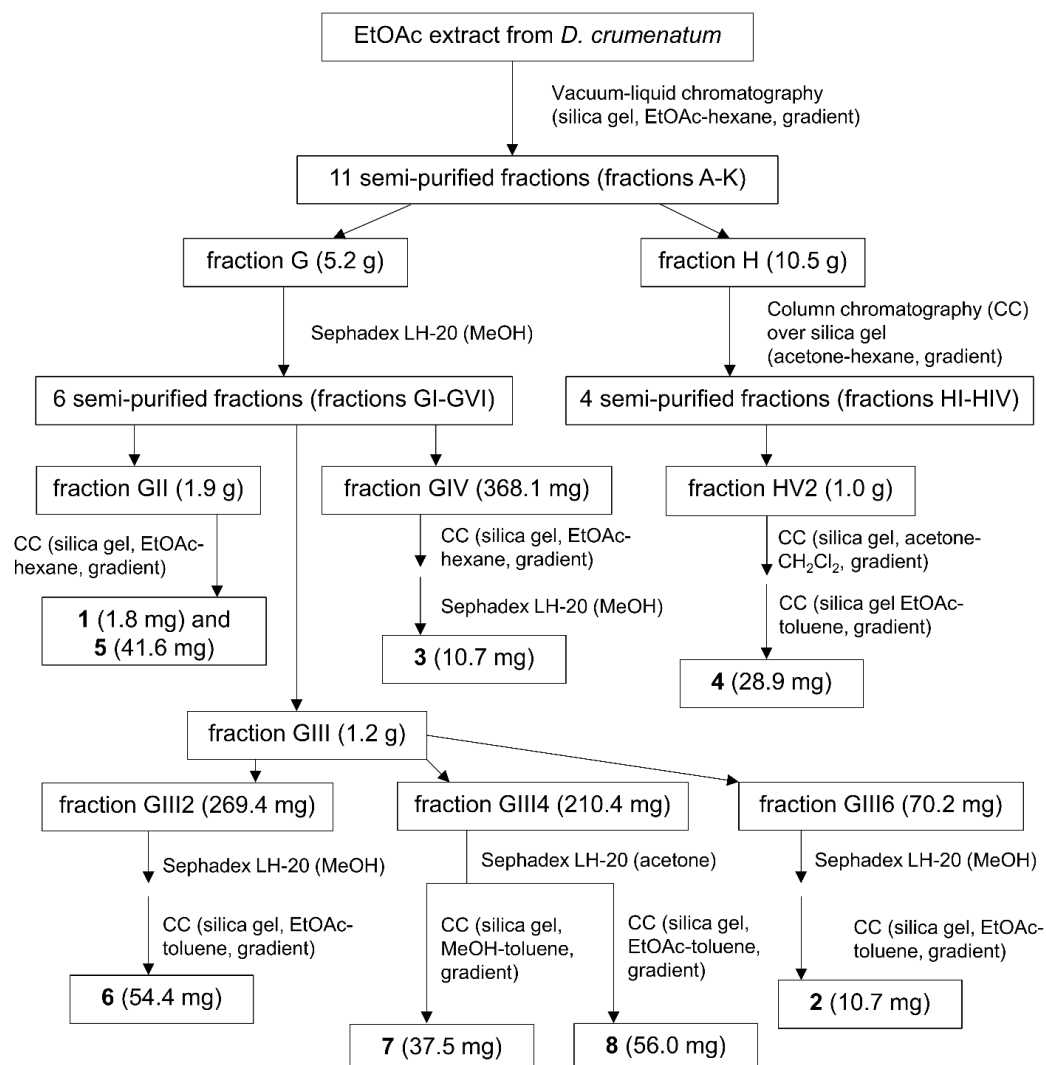 EtOAc extract from D. crumenatum
Vacuum-liquid chromatography
(silica gel, EtOAc-hexane, gradient)
11 semi-purified fractions (fractions A-K)
fraction G (5.2 g)
fraction H (10.5 g)
Sephadex LH-20 (MeOH)
Column chromatography (CC)
over silica gel
(acetone-hexane, gradient)
6 semi-purified fractions (fractions GI-GVI)
4 semi-purified fractions (fractions HI-HIV)
fraction GII (1.9 g)
fraction GIV (368.1 mg)
fraction HV2 (1.0 g)
CC (silica gel, EtOAc-
hexane, gradient)
CC (silica gel, EtOAc-
hexane, gradient)
CC (silica gel, acetone-
CH₂Cl₂, gradient)
Sephadex LH-20 (MeOH)
CC (silica gel EtOAc-
toluene, gradient)
1 (1.8 mg) and
5 (41.6 mg)
3 (10.7 mg)
4 (28.9 mg)
fraction GIII (1.2 g)
fraction GIII2 (269.4 mg)
fraction GIII4 (210.4 mg)
fraction GIII6 (70.2 mg)
Sephadex LH-20 (MeOH)
Sephadex LH-20 (acetone)
Sephadex LH-20 (MeOH)
CC (silica gel, EtOAc-
toluene, gradient)
CC (silica gel,
MeOH-toluene,
gradient)
CC (silica gel,
EtOAc-toluene,
gradient)
CC (silica gel, EtOAc-
toluene, gradient)
6 (54.4 mg)
7 (37.5 mg)
8 (56.0 mg)
2 (10.7 mg)